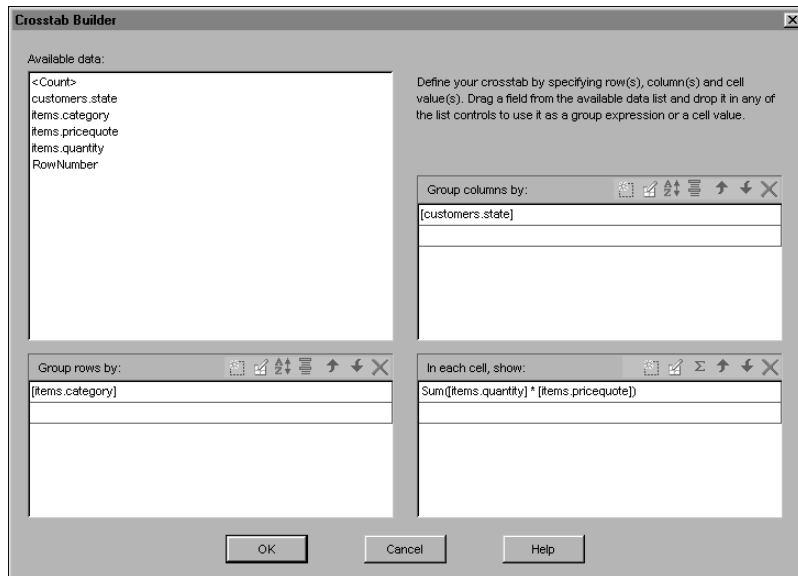 Crosstab Builder
Available data:
<Count>
customers.state
items.category
items.pricequote
items.quantity
RowNumber
Define your crosstab by specifying row(s), column(s) and cell
value(s). Drag a field from the available data list and drop it in any of
the list controls to use it as a group expression or a cell value.
Group columns by:
[customers.state]
Group rows by:
[items.category]
In each cell, show:
Sum([items.quantity] * [items.pricequote])
OK
Cancel
Help